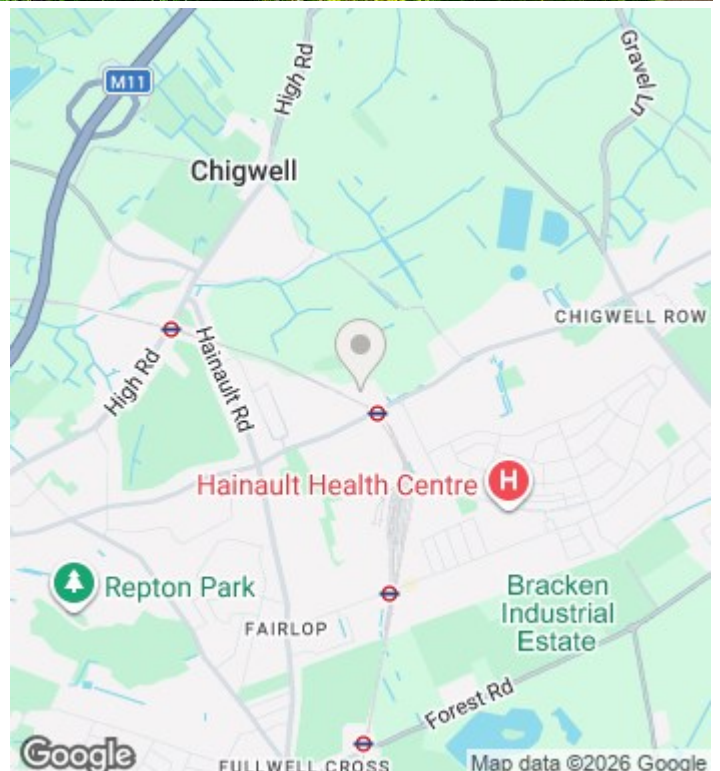 M11
High Rd
Gravel Ln
Chigwell
CHIGWELL ROW
High Rd
Hainault Rd
Hainault Health Centre
H
Repton Park
Bracken
Industrial
Estate
FAIRLOP
Forest Rd
Google
FULLWELL CROSS
Map data ©2026 Google